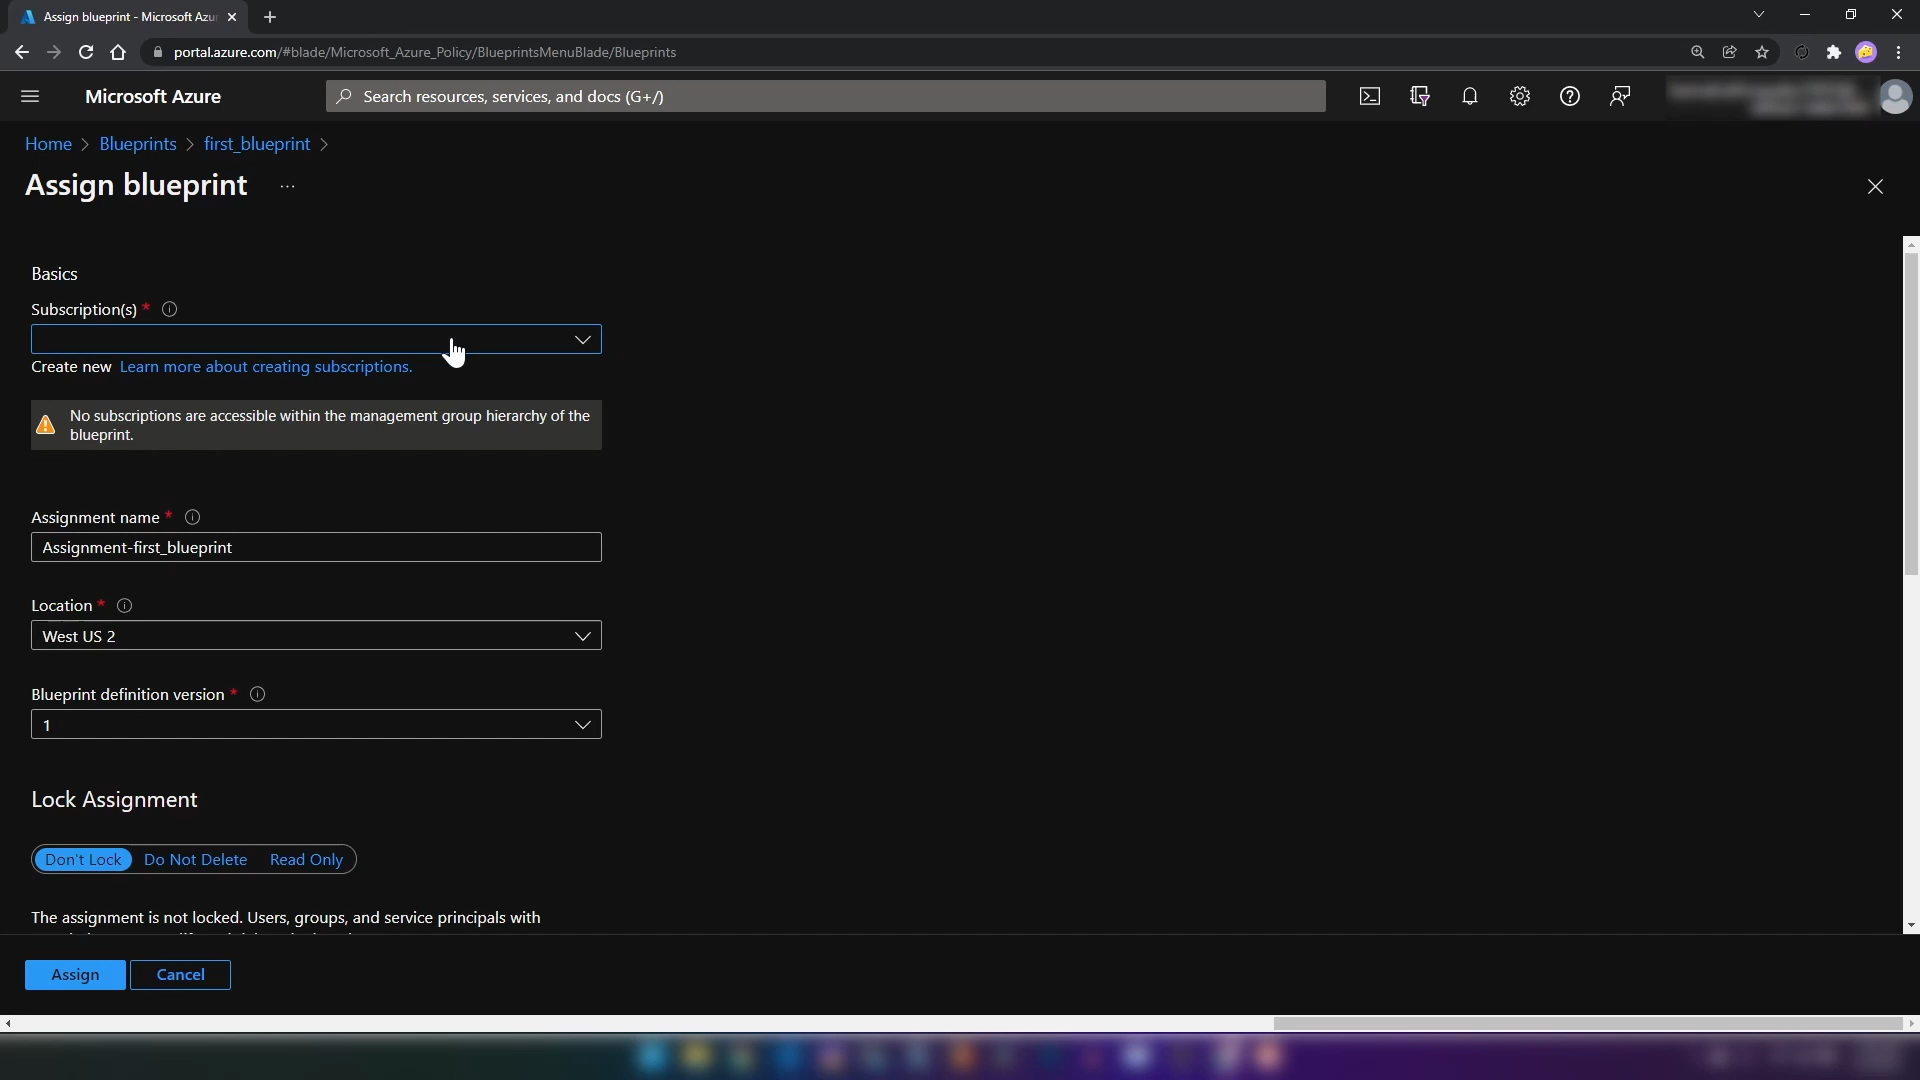 Assign blueprint - Microsoft Azu
portal.azure.com/#blade/Microsoft_Azure_Policy/BlueprintsMenuBlade/Blueprints
Microsoft Azure
Search resources, services, and docs (G+/)
Home > Blueprints > first_blueprint >
Assign blueprint ...
Basics
Subscription(s) *
Create new Learn more about creating subscriptions.
No subscriptions are accessible within the management group hierarchy of the
blueprint.
Assignment name *
Assignment-first_blueprint
Location *
West US 2
Blueprint definition version *
1
Lock Assignment
Don't Lock Do Not Delete Read Only
The assignment is not locked. Users, groups, and service principals with
Assign Cancel